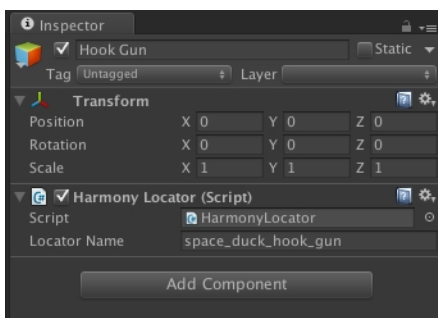 Inspector
Hook Gun Static
Tag Untagged Layer
Transform
Position X 0 Y 0 Z 0
Rotation X 0 Y 0 Z 0
Scale X 1 Y 1 Z 1
Harmony Locator (Script)
Script HarmonyLocator
Locator Name space_duck_hook_gun
Add Component